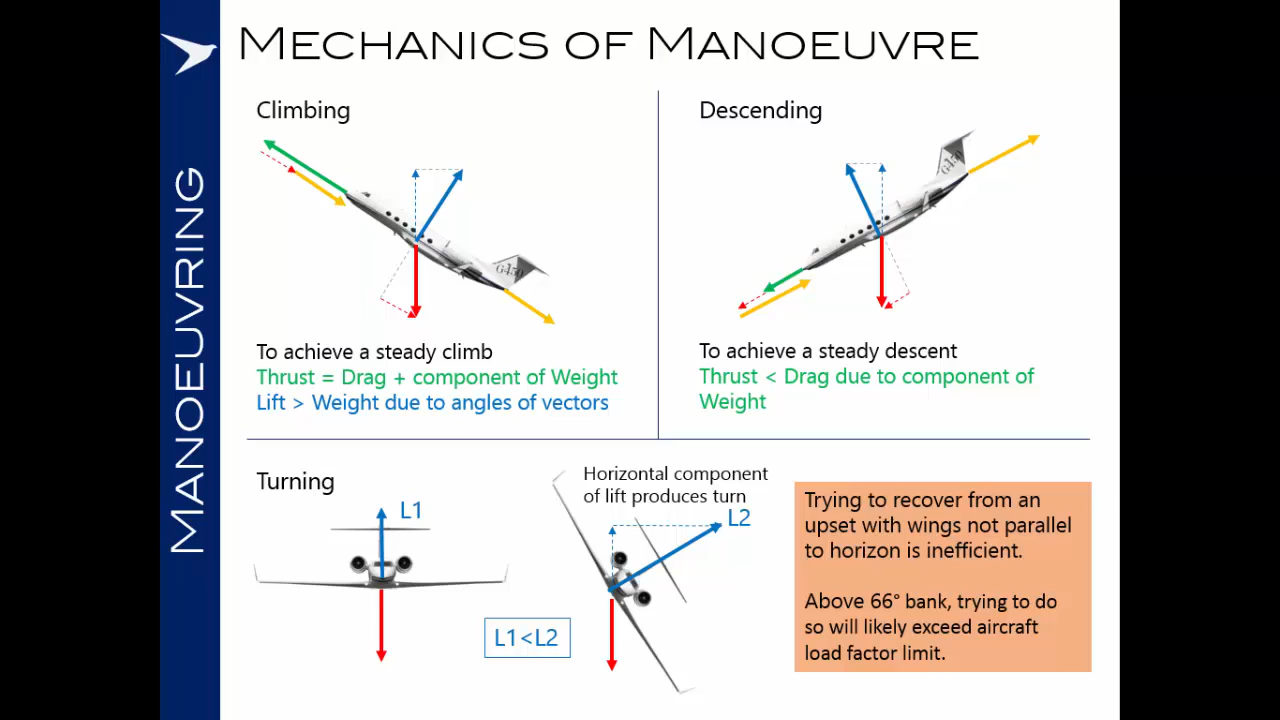 MECHANICS OF MANOEUVRE
MANOEUVRING
Climbing
G450
To achieve a steady climb
Thrust = Drag + component of Weight
Lift > Weight due to angles of vectors
Descending
G450
To achieve a steady descent
Thrust < Drag due to component of
Weight
Turning
L1
L1<L2
Horizontal component
of lift produces turn
L2
Trying to recover from an
upset with wings not parallel
to horizon is inefficient.
Above 66° bank, trying to do
so will likely exceed aircraft
load factor limit.